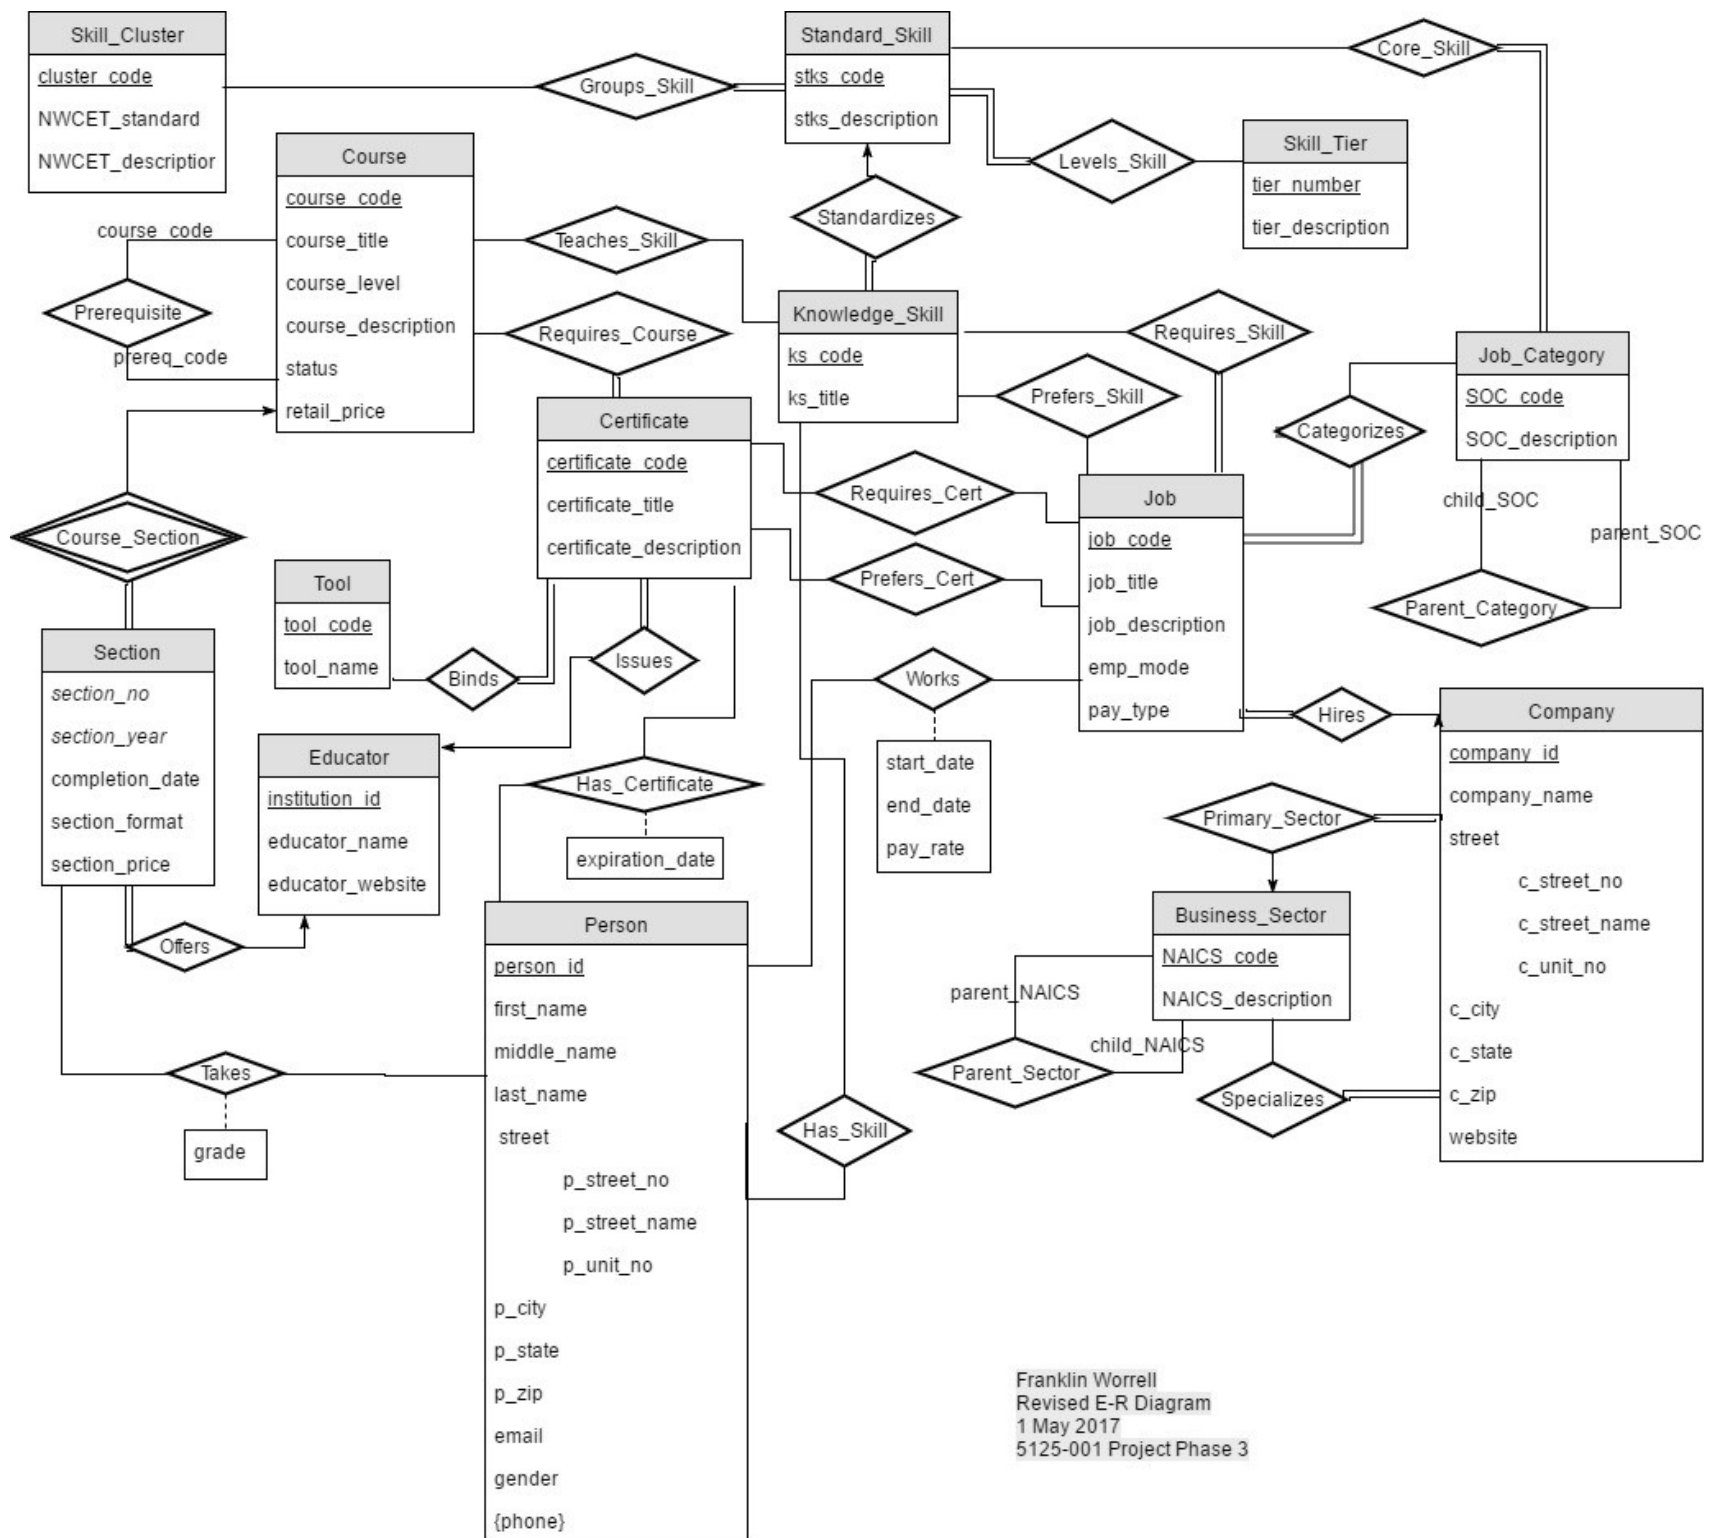 Skill_Cluster
cluster_code
NWCET_standard
NWCET_descriptior
Groups_Skill
Standard_Skill
stks_code
stks_description
Core_Skill
Levels_Skill
Skill_Tier
tier_number
tier_description
Course
course_code
course_title
course_level
course_description
status
retail_price
course_code
Prerequisite
prereq_code
Teaches_Skill
Standardizes
Requires_Course
Knowledge_Skill
ks_code
ks_title
Requires_Skill
Prefers_Skill
Job_Category
SOC_code
SOC_description
Categorizes
child_SOC
parent_SOC
Parent_Category
Certificate
certificate_code
certificate_title
certificate_description
Requires_Cert
Prefers_Cert
Job
job_code
job_title
job_description
emp_mode
pay_type
Course_Section
Tool
tool_code
tool_name
Binds
Issues
Works
start_date
end_date
pay_rate
Hires
Section
section_no
section_year
completion_date
section_format
section_price
Educator
institution_id
educator_name
educator_website
Offers
Has_Certificate
expiration_date
Company
company_id
company_name
street
c_street_no
c_street_name
c_unit_no
c_city
c_state
c_zip
website
Primary_Sector
Business_Sector
NAICS_code
NAICS_description
parent_NAICS
child_NAICS
Parent_Sector
Specializes
Takes
grade
Has_Skill
Person
person_id
first_name
middle_name
last_name
street
p_street_no
p_street_name
p_unit_no
p_city
p_state
p_zip
email
gender
{phone}
Franklin Worrell
Revised E-R Diagram
1 May 2017
5125-001 Project Phase 3